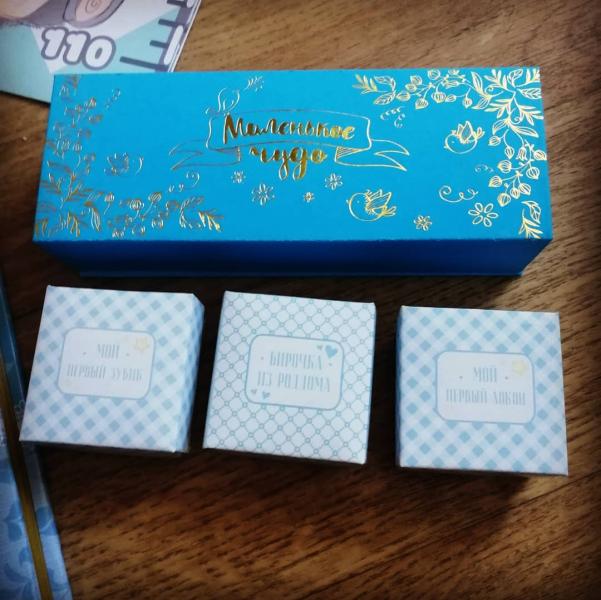 110
Маленькое
чудо
МОЙ
ПЕРВЫЙ ЗУБИК
БИРОЧКА
ИЗ РОДДОМА
МОЙ
ПЕРВЫЙ ЛОКОН